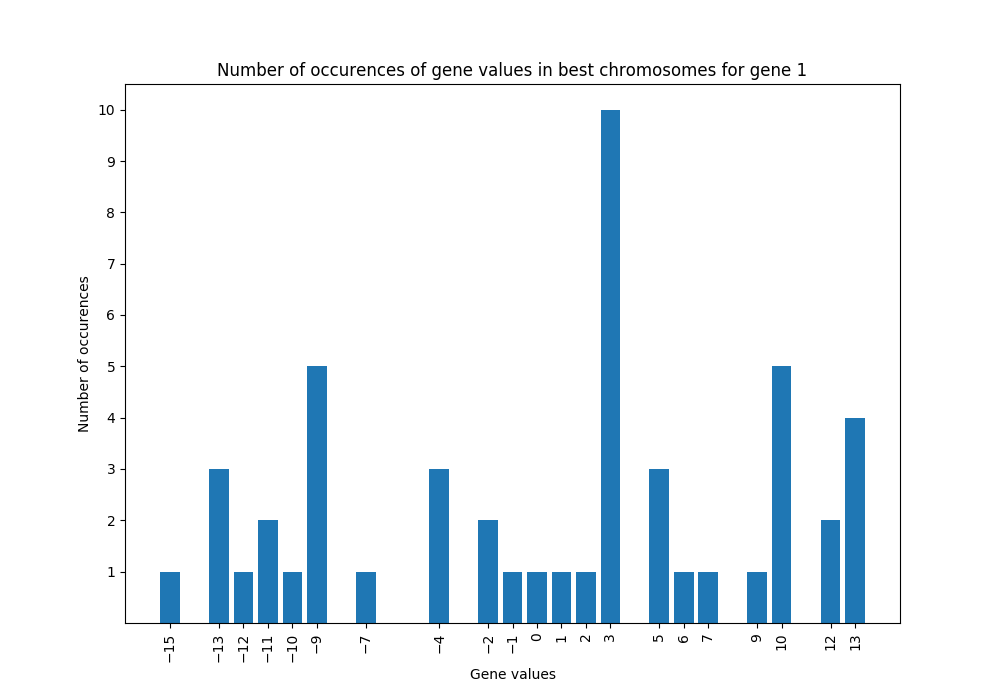 Number of occurences of gene values in best chromosomes for gene 1
Number of occurences
10
9
8
7
6
5
4
3
2
1
−15 −13 −12 −11 −10 −9 −7 −4 −2 −1 0 1 2 3 5 6 7 9 10 12 13
Gene values